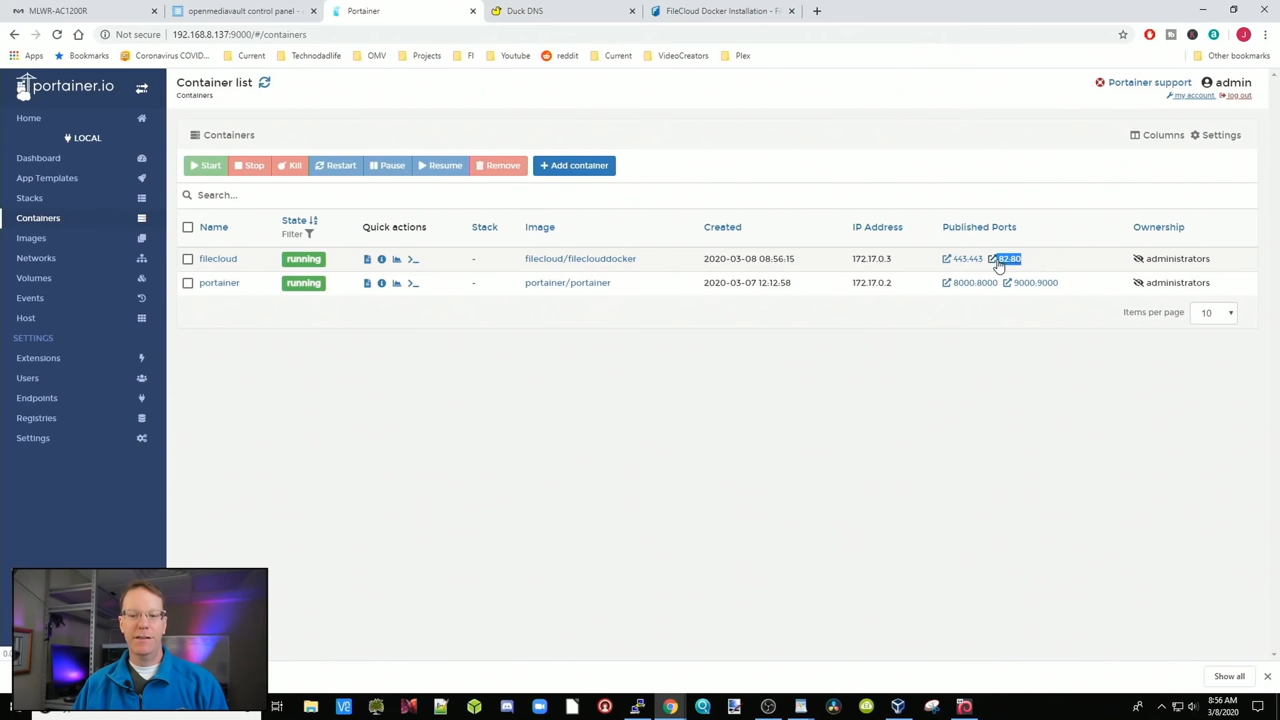 MLWR-AC1200R
openmediavault control panel -
Portainer
Duck DNS
FileCloud Docker Installation - Fil
Not secure
192.168.8.137:9000/#/containers
Apps
Bookmarks
Coronavirus COVID...
Current
Technodadlife
OMV
Projects
FI
Youtube
reddit
Current
VideoCreators
Plex
Other bookmarks
portainer.io
Home
LOCAL
Dashboard
App Templates
Stacks
Containers
Images
Networks
Volumes
Events
Host
SETTINGS
Extensions
Users
Endpoints
Registries
Settings
Container list
Containers
Portainer support
admin
my account
log out
Containers
Columns
Settings
Start
Stop
Kill
Restart
Pause
Resume
Remove
Add container
Search...
Name
State
Filter
Quick actions
Stack
Image
Created
IP Address
Published Ports
Ownership
filecloud
running
-
filecloud/fileclouddocker
2020-03-08 08:56:15
172.17.0.3
443:443
82:80
administrators
portainer
running
-
portainer/portainer
2020-03-07 12:12:58
172.17.0.2
8000:8000
9000:9000
administrators
Items per page
10
Show all
8:56 AM
3/8/2020